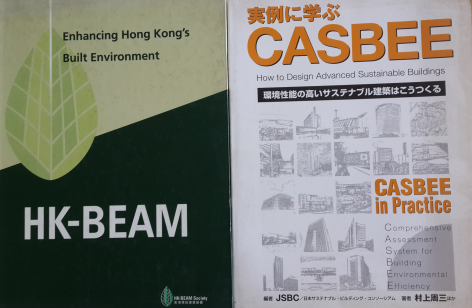 Enhancing Hong Kong's
Built Environment
HK-BEAM
HK-BEAM Society
実例に学ぶ
CASBEE
How to Design Advanced Sustainable Buildings
環境性能の高いサステナブル建築はこうつくる
CASBEE
in Practice
Comprehensive
Assessment
System for
Building
Environmental
Efficiency
編者 JSBC/日本サステナブル・ビルディング・コンソーシアム 著者 村上周三ほか